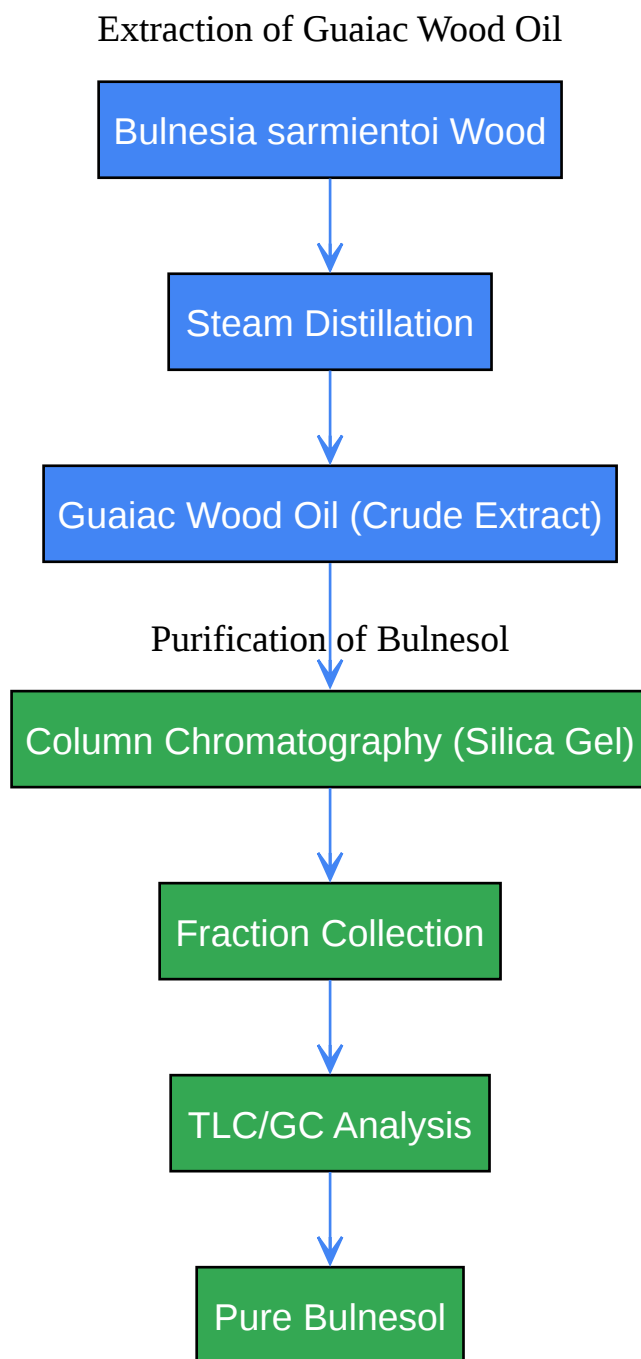 Extraction of Guaiac Wood Oil
Bulnesia sarmientoi Wood
Steam Distillation
Guaiac Wood Oil (Crude Extract)
Purification of Bulnesol
Column Chromatography (Silica Gel)
Fraction Collection
TLC/GC Analysis
Pure Bulnesol